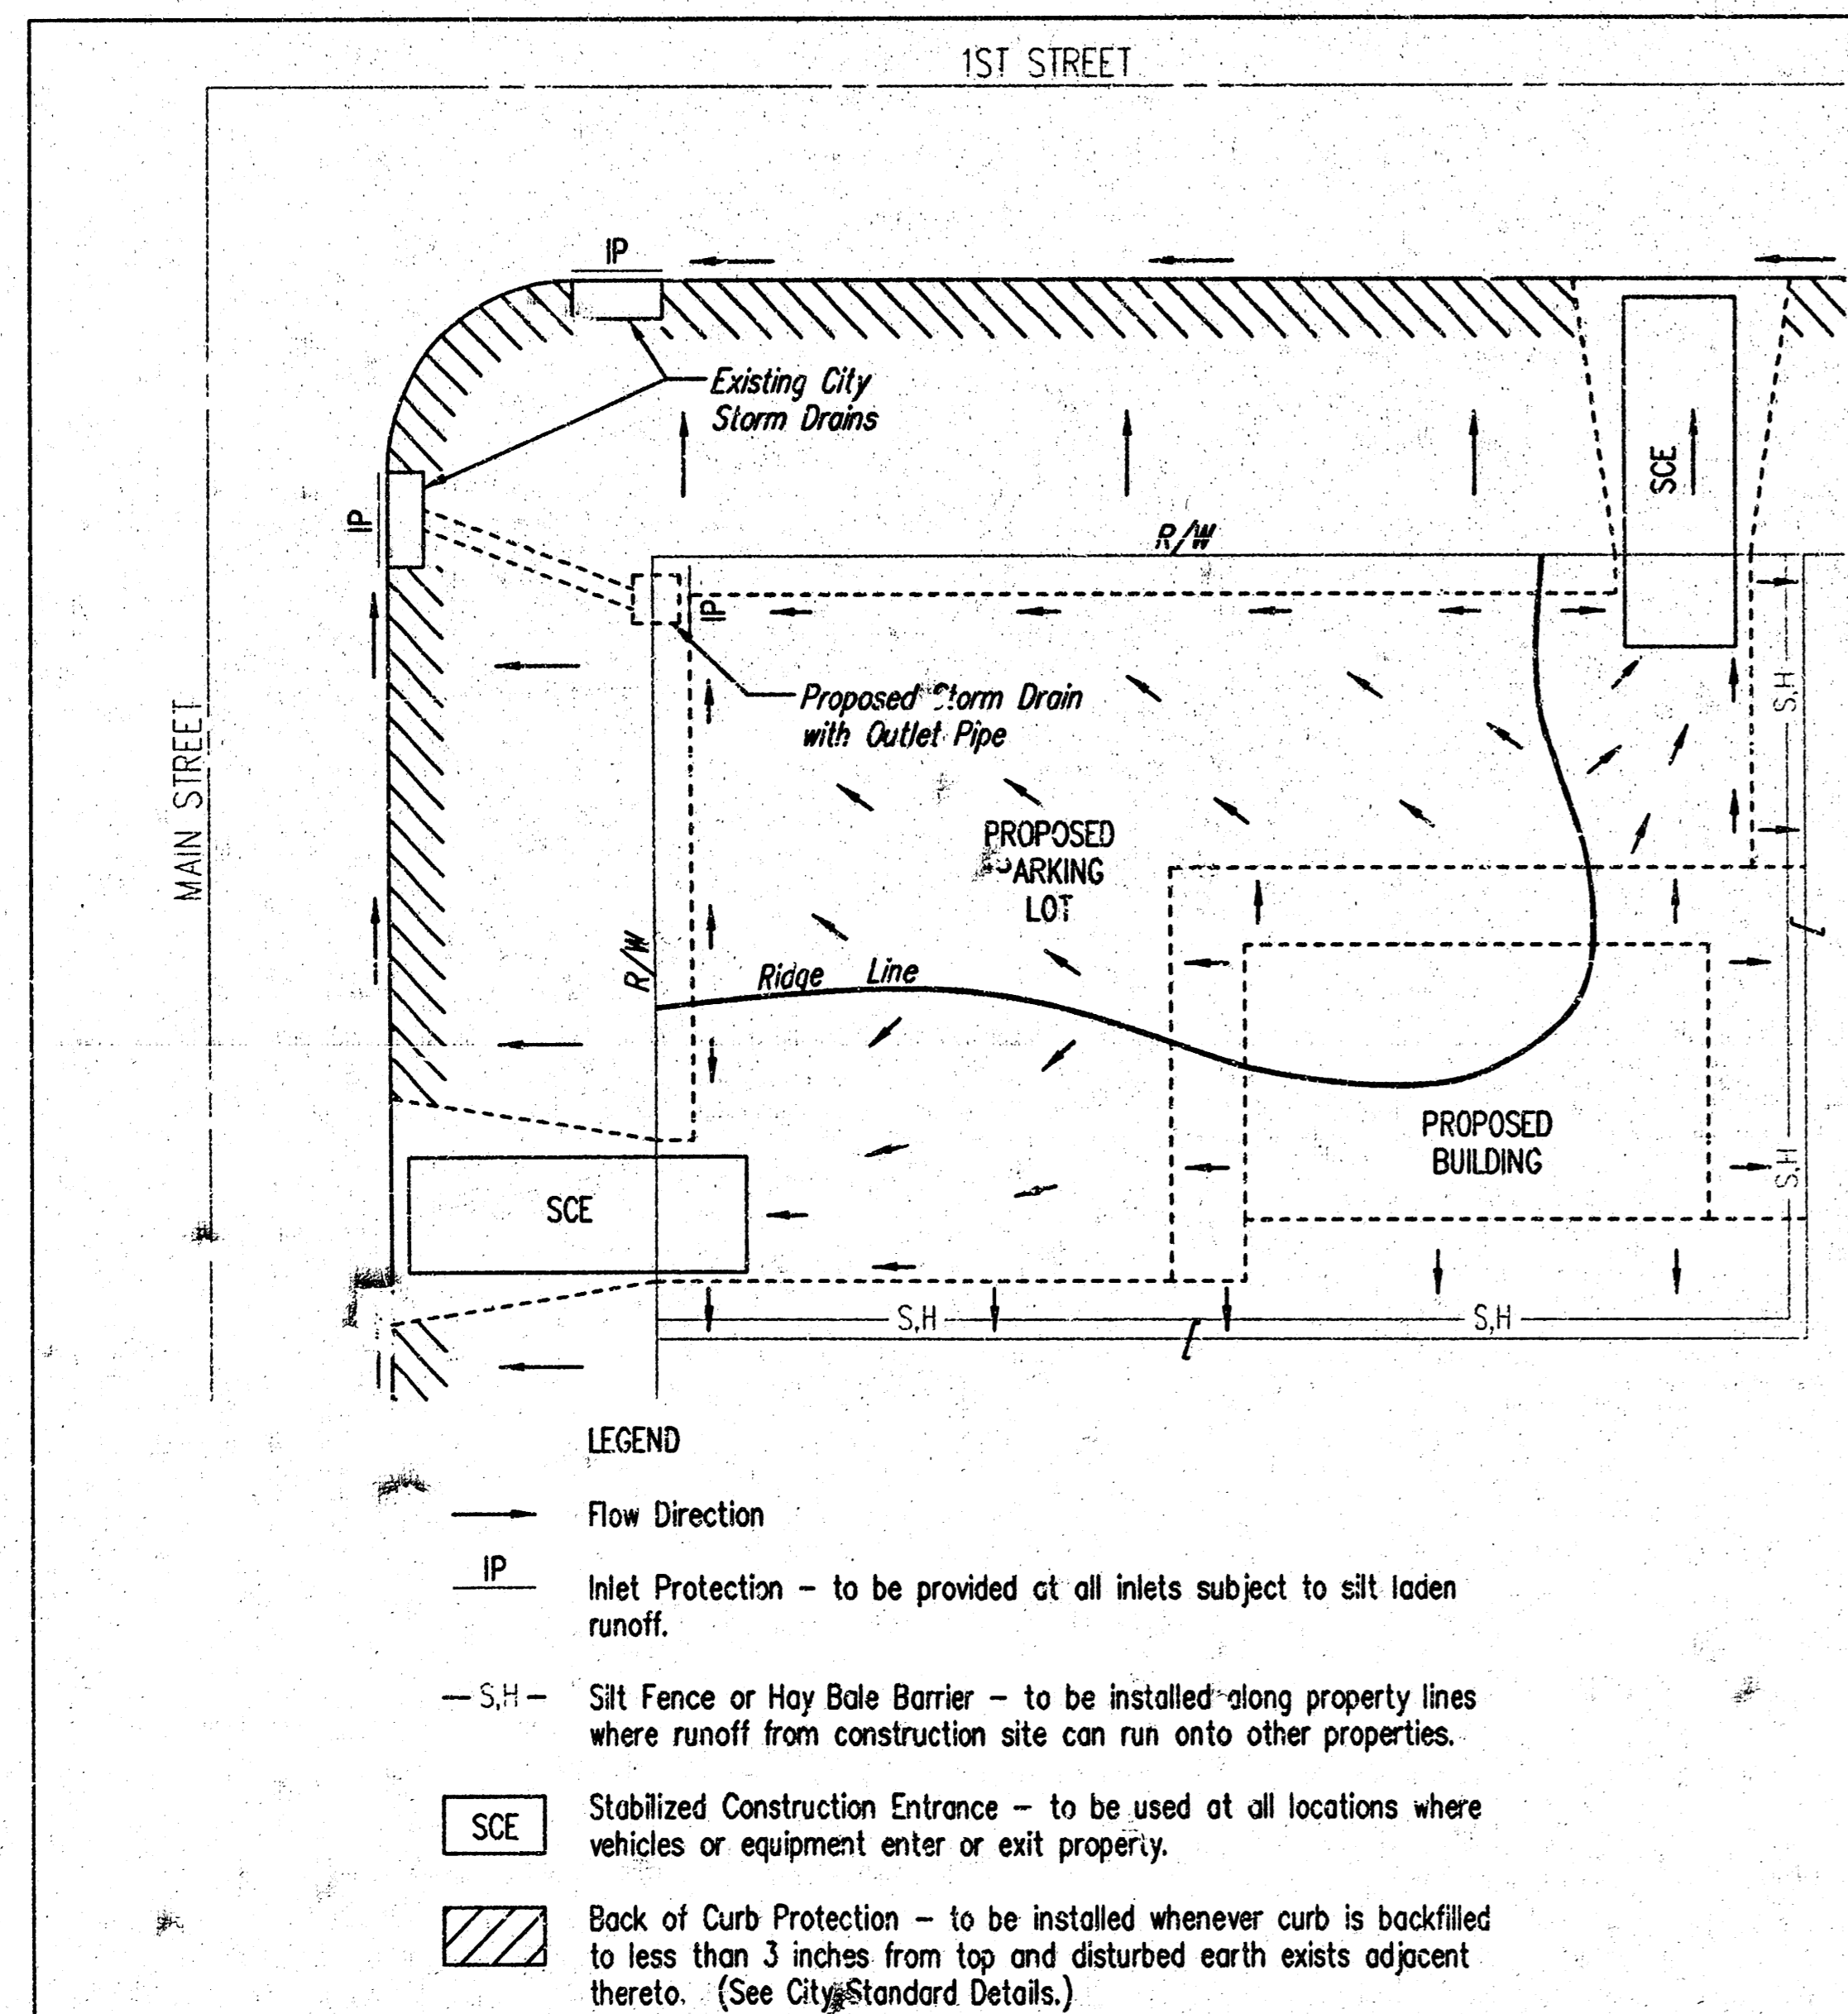 1ST STREET
IP
Existing City
Storm Drains
SCE
IP
R/W
IP
S,H
Proposed Storm Drain
with Outlet Pipe
MAIN STREET
PROPOSED
PARKING
LOT
R/W
Ridge Line
PROPOSED
BUILDING
S,H
SCE
S,H
S,H
LEGEND
Flow Direction
IP
Inlet Protection – to be provided at all inlets subject to silt laden
runoff.
– S,H –
Silt Fence or Hay Bale Barrier – to be installed along property lines
where runoff from construction site can run onto other properties.
SCE
Stabilized Construction Entrance – to be used at all locations where
vehicles or equipment enter or exit property.
Back of Curb Protection – to be installed whenever curb is backfilled
to less than 3 inches from top and disturbed earth exists adjacent
thereto. (See City Standard Details.)